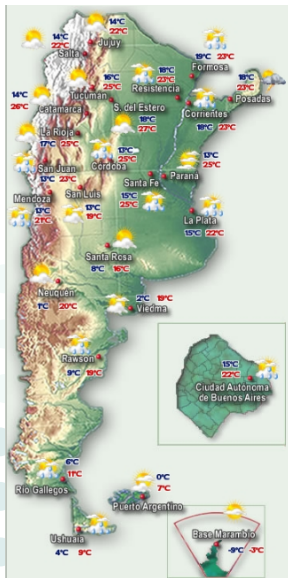 14°C
22°C
Jujuy
14°C
22°C
Salta
19°C 23°C
Formosa
18°C
23°C
Resistencia
18°C
23°C
Posadas
16°C
25°C
Tucumán
14°C
26°C
Catamarca
S. del Estero
18°C
27°C
Corrientes
18°C 23°C
La Rioja
17°C 25°C
13°C
25°C
Córdoba
13°C
25°C
Santa Fe
Paraná
15°C
25°C
San Juan
13°C 23°C
Mendoza
13°C
21°C
San Luis
13°C
19°C
La Plata
15°C 22°C
Santa Rosa
8°C 16°C
Neuquén
1°C 20°C
2°C 19°C
Viedma
Rawson
9°C 19°C
15°C
22°C
Ciudad Autónoma
de Buenos Aires
6°C
11°C
Río Gallegos
0°C
7°C
Puerto Argentino
Ushuaia
4°C 9°C
Base Marambio
-9°C -3°C